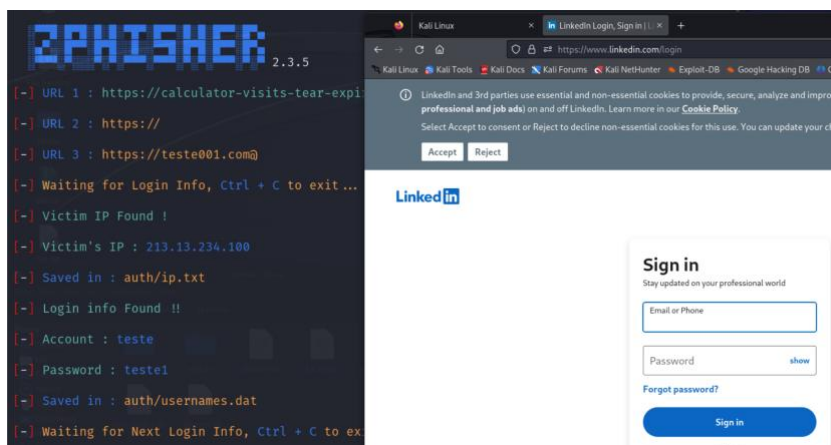 ZPHISHER 2.3.5
[-] URL 1 : https://calculator-visits-tear-expi
[-] URL 2 : https://
[-] URL 3 : https://teste001.com@
[-] Waiting for Login Info, Ctrl + C to exit...
[-] Victim IP Found !
[-] Victim's IP : 213.13.234.100
[-] Saved in : auth/ip.txt
[-] Login info Found !!
[-] Account : teste
[-] Password : teste1
[-] Saved in : auth/usernames.dat
[-] Waiting for Next Login Info, Ctrl + C to ex
Kali Linux
LinkedIn Login, Sign in | L
https://www.linkedin.com/login
Kali Linux Kali Tools Kali Docs Kali Forums Kali NetHunter Exploit-DB Google Hacking DB
LinkedIn and 3rd parties use essential and non-essential cookies to provide, secure, analyze and impro
professional and job ads) on and off LinkedIn. Learn more in our Cookie Policy.
Select Accept to consent or Reject to decline non-essential cookies for this use. You can update your c
Accept Reject
Linked in
Sign in
Stay updated on your professional world
Email or Phone
Password show
Forgot password?
Sign in